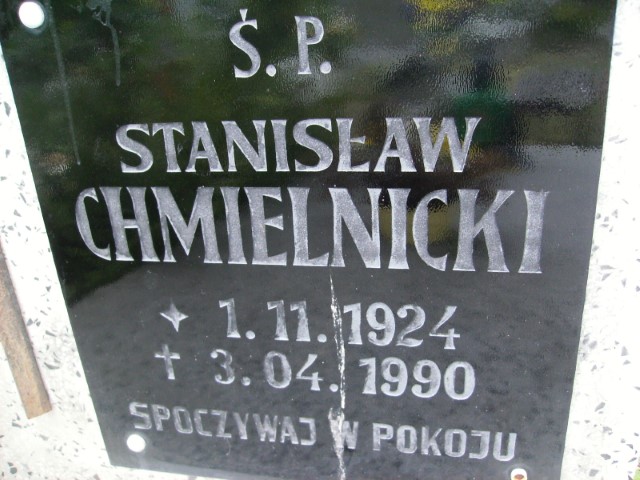 Ś. P.
STANISŁAW
CHMIELNICKI
1. 11. 1924
✝ 3. 04. 1990
SPOCZYWAJ W POKOJU